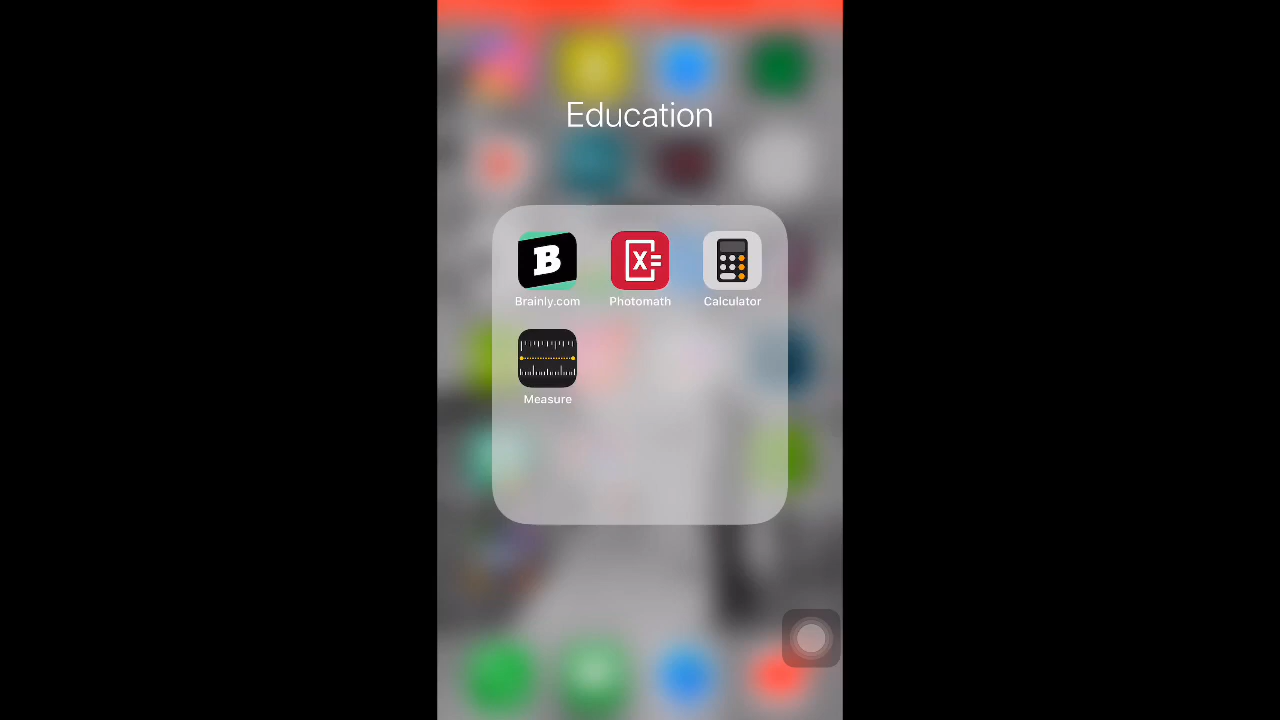 Education
B
Brainly.com
X=
Photomath
Calculator
Measure